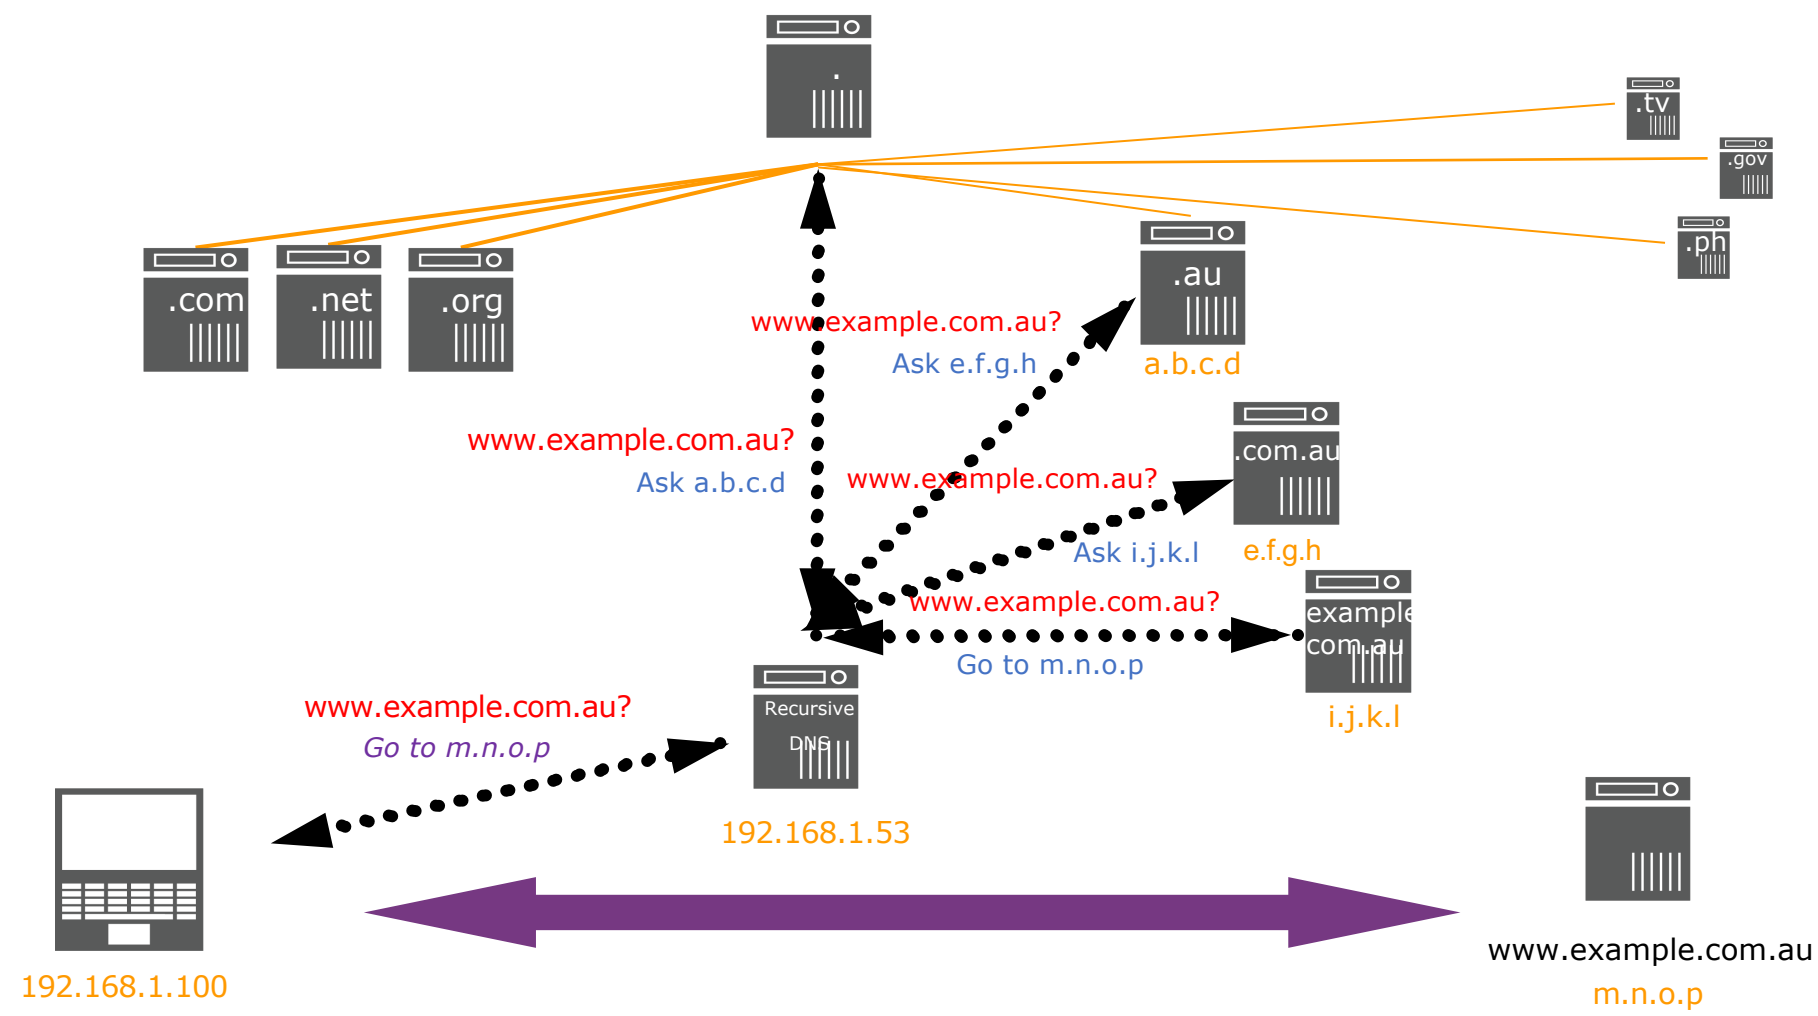 .
.tv
.gov
.ph
.com
.net
.org
.au
www.example.com.au?
Ask e.f.g.h
a.b.c.d
www.example.com.au?
Ask a.b.c.d
www.example.com.au?
.com.au
Ask i.j.k.l
e.f.g.h
www.example.com.au?
Go to m.n.o.p
example
com.au
i.j.k.l
www.example.com.au?
Go to m.n.o.p
Recursive
DNS
192.168.1.53
192.168.1.100
www.example.com.au
m.n.o.p